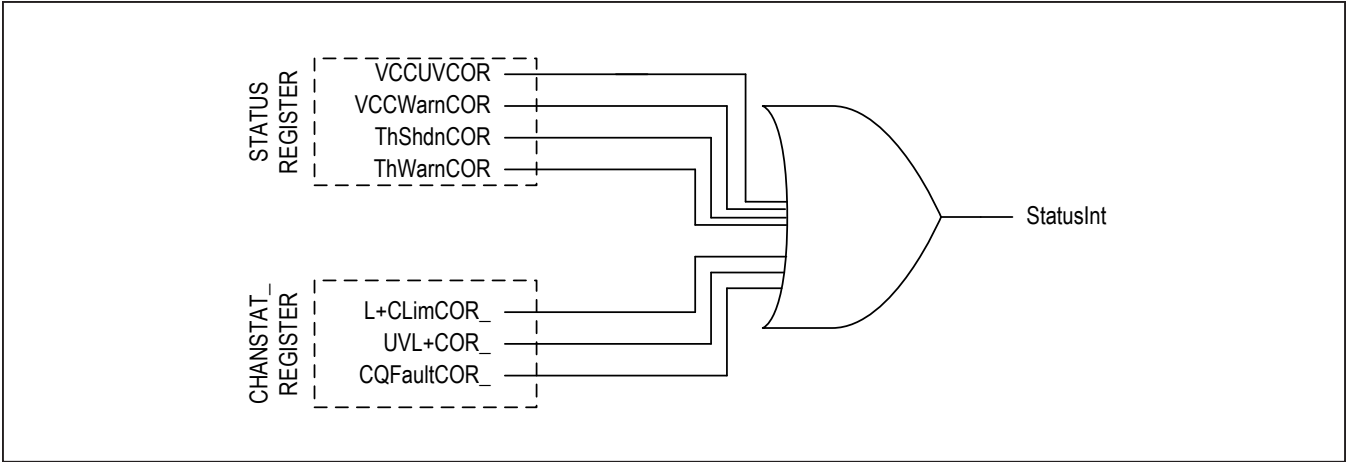 STATUS
REGISTER
VCCUVCOR
VCCWarnCOR
ThShdnCOR
ThWarnCOR
StatusInt
CHANSTAT_
REGISTER
L+CLimCOR_
UVL+COR_
CQFaultCOR_